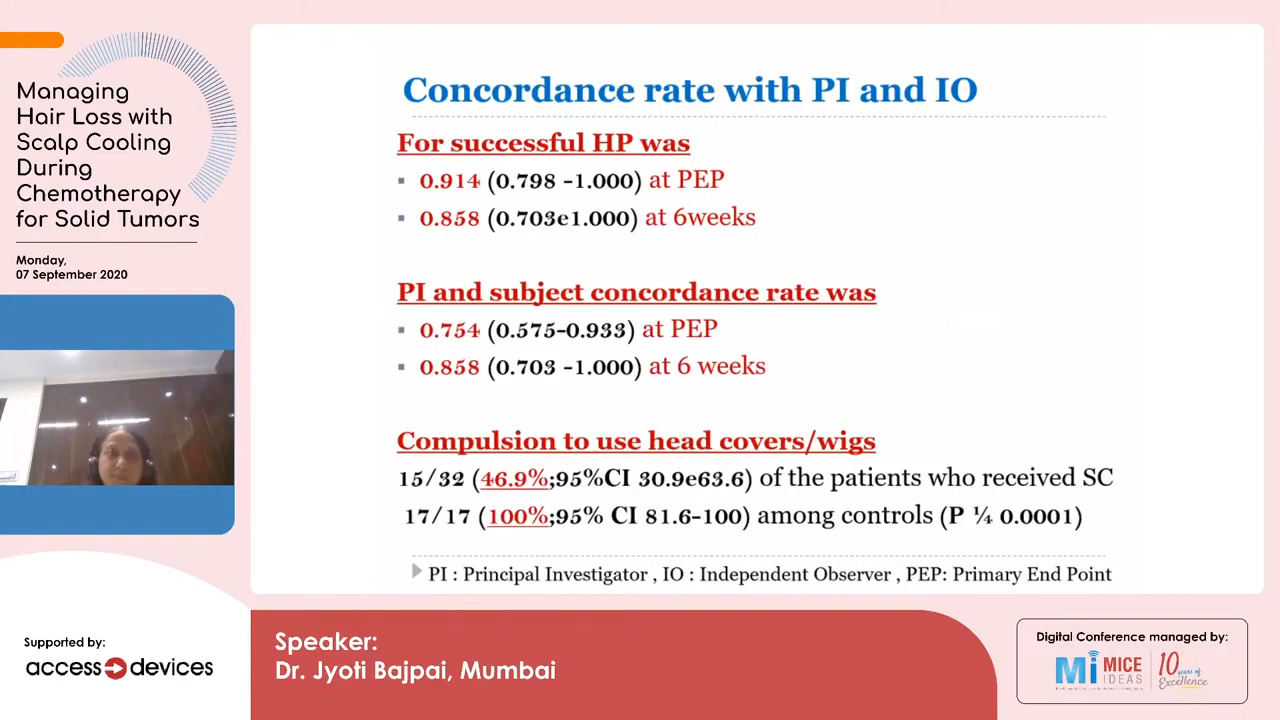 Managing
Hair Loss with
Scalp Cooling
During
Chemotherapy
for Solid Tumors
Monday,
07 September 2020
Concordance rate with PI and IO
For successful HP was
▪ 0.914 (0.798 -1.000) at PEP
▪ 0.858 (0.703e1.000) at 6weeks
PI and subject concordance rate was
▪ 0.754 (0.575-0.933) at PEP
▪ 0.858 (0.703 -1.000) at 6 weeks
Compulsion to use head covers/wigs
15/32 (46.9%;95%CI 30.9e63.6) of the patients who received SC
17/17 (100%;95% CI 81.6-100) among controls (P ¼ 0.0001)
PI : Principal Investigator , IO : Independent Observer , PEP: Primary End Point
Supported by:
access devices
Speaker:
Dr. Jyoti Bajpai, Mumbai
Digital Conference managed by:
Mi MICE
IDEAS
10 years of
Excellence